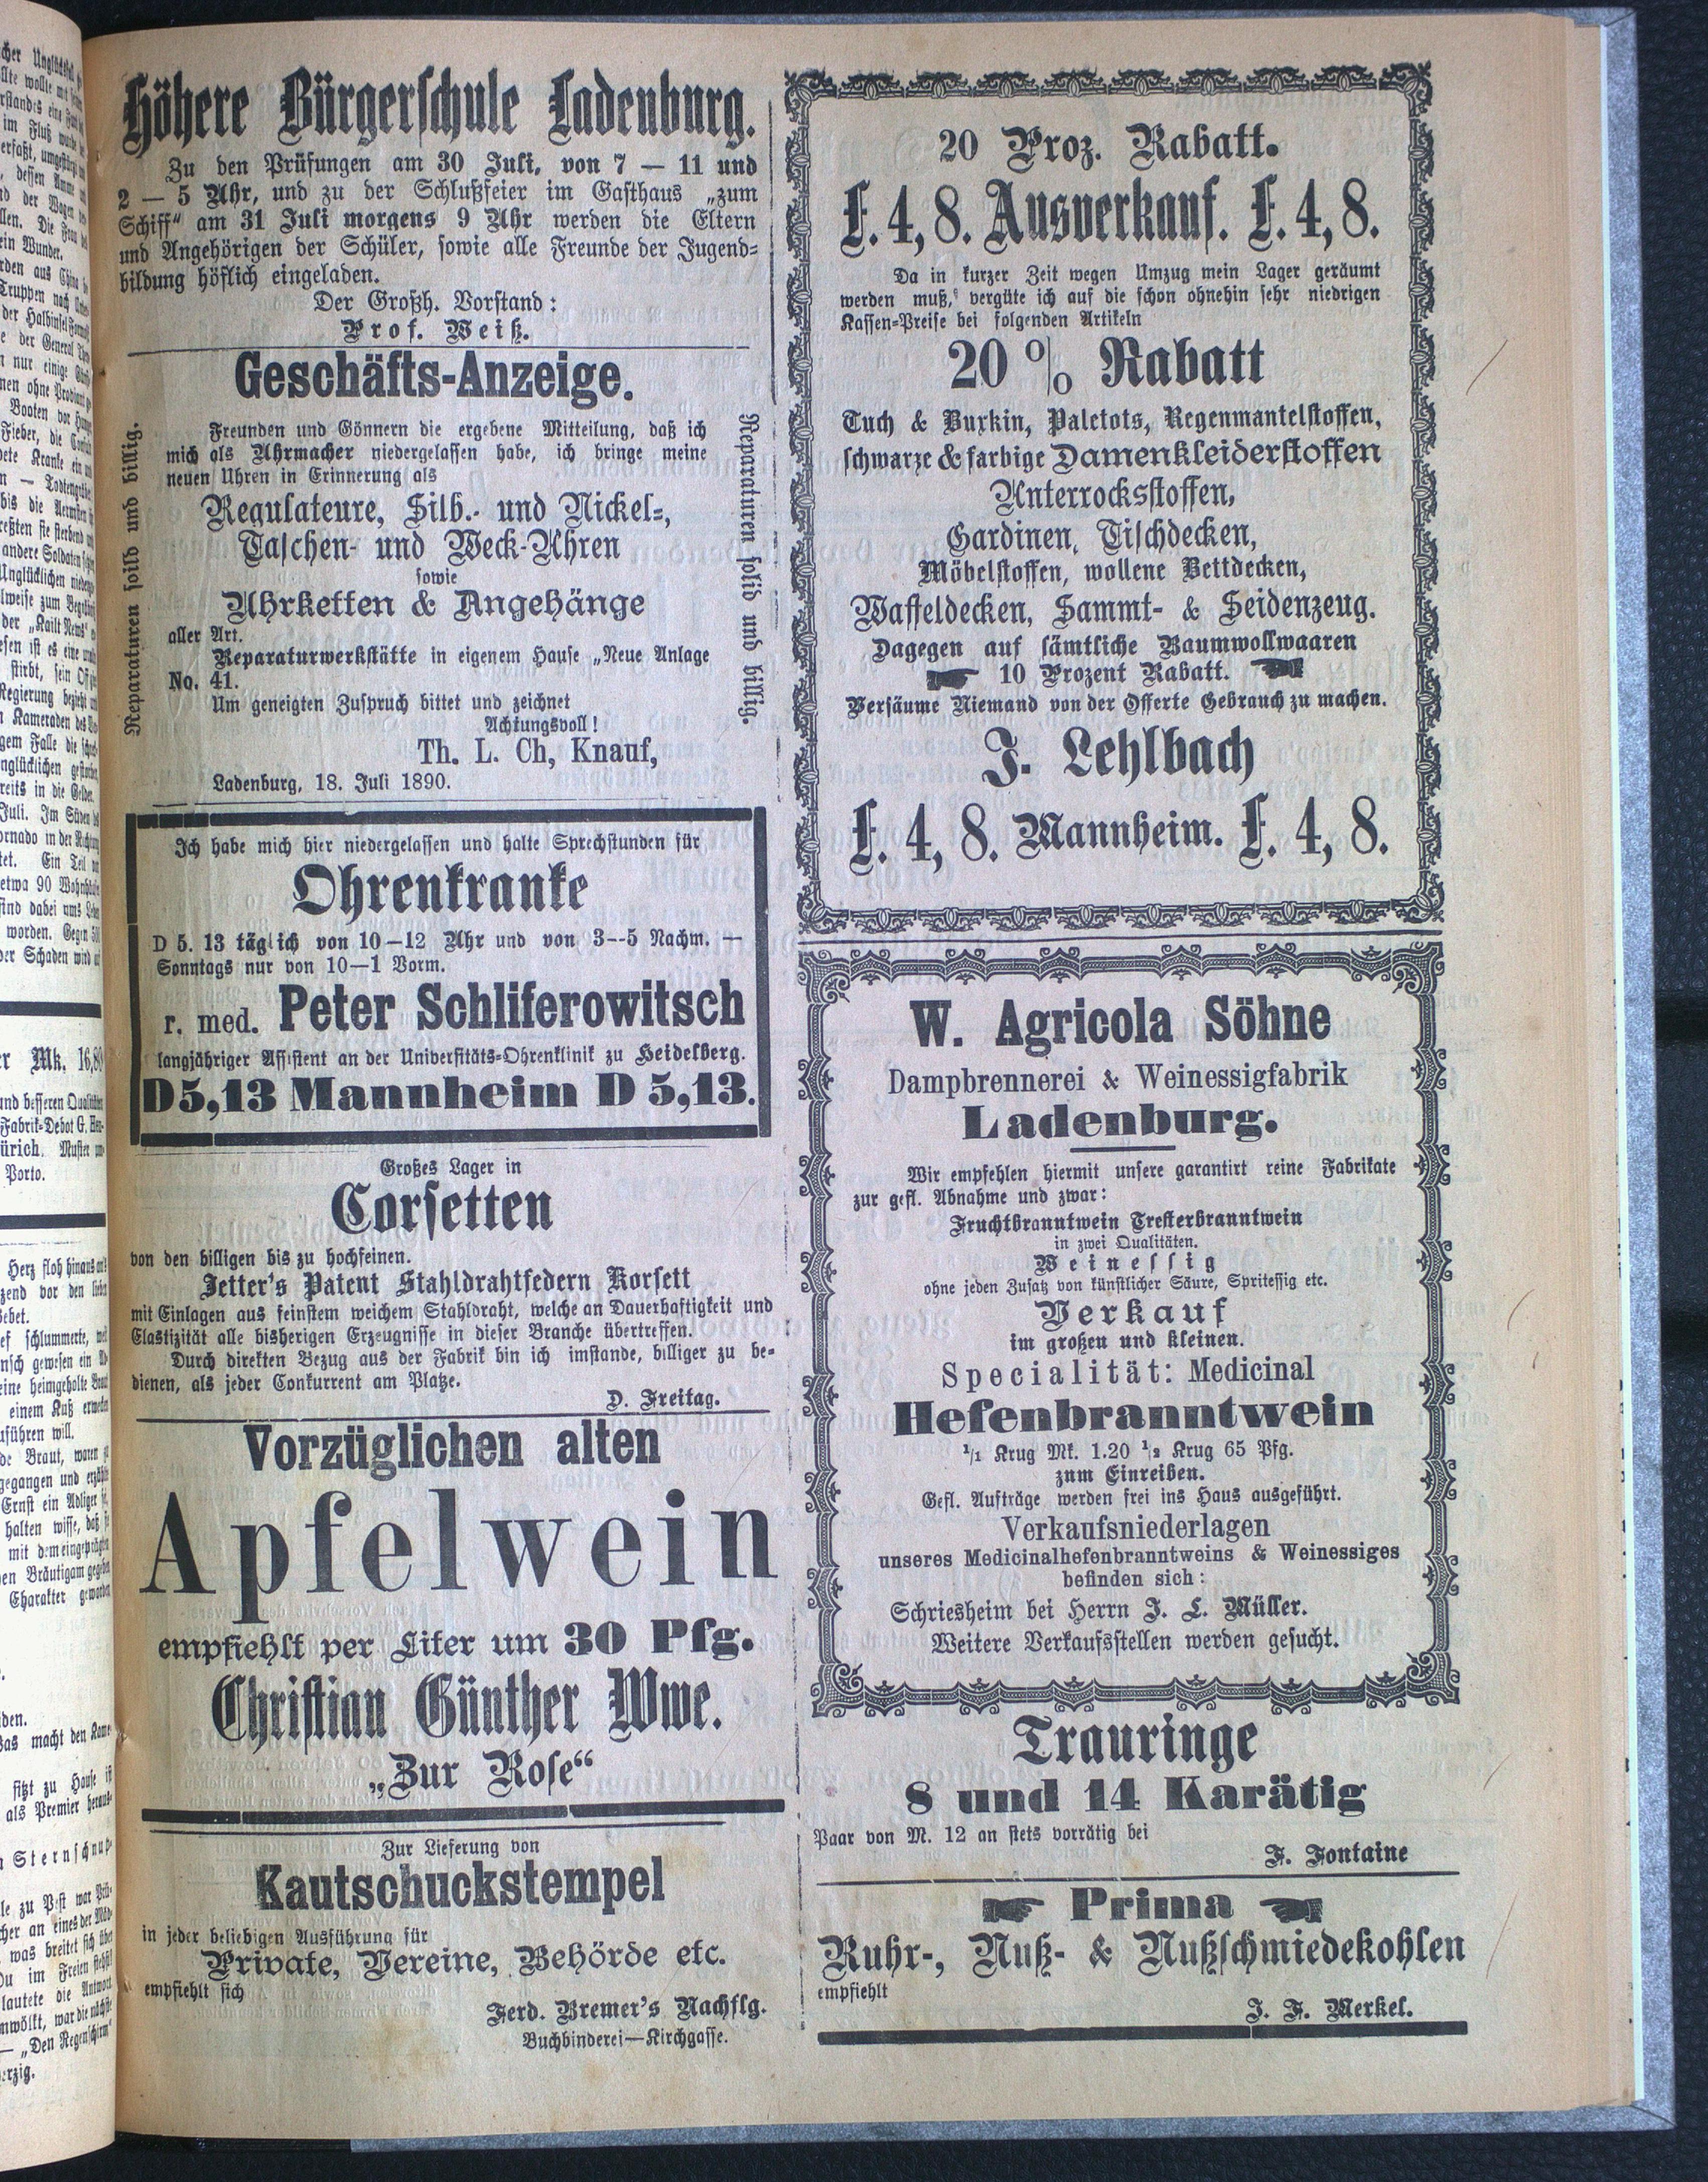 Höhere Bürgerschule Ladenburg.
Zu den Prüfungen am 30 Juli, von 7 — 11 und
2 — 5 Uhr, und zu der Schlußfeier im Gasthaus „zum
Schiff“ am 31 Juli morgens 9 Uhr werden die Eltern
und Angehörigen der Schüler, sowie alle Freunde der Jugend-
bildung höflich eingeladen.
Der Großh. Vorstand:
Prof. Weiß.
Geschäfts-Anzeige.
Reparaturen solid und billig.
Freunden und Gönnern die ergebene Mitteilung, daß ich
mich als Uhrmacher niedergelassen habe, ich bringe meine
neuen Uhren in Erinnerung als
Regulateure, Silb.- und Nickel-,
Taschen- und Weck-Uhren
sowie
Uhrketten & Angehänge
aller Art.
Reparaturwerkstätte in eigenem Hause „Neue Anlage
No. 41.
Um geneigten Zuspruch bittet und zeichnet
Achtungsvoll!
Th. L. Ch, Knauf,
Ladenburg, 18. Juli 1890.
Reparaturen solid und billig.
Ich habe mich hier niedergelassen und halte Sprechstunden für
Ohrenkranke
D 5. 13 täglich von 10—12 Uhr und von 3--5 Nachm. —
Sonntags nur von 10—1 Vorm.
r. med. Peter Schliferowitsch
langjähriger Assistent an der Universitäts-Ohrenklinik zu Heidelberg.
D5,13 Mannheim D 5,13.
Großes Lager in
Corsetten
von den billigen bis zu hochfeinen.
Jetter's Patent Stahldrahtfedern Korsett
mit Einlagen aus feinstem weichem Stahldraht, welche an Dauerhaftigkeit und
Elastizität alle bisherigen Erzeugnisse in dieser Branche übertreffen.
Durch direkten Bezug aus der Fabrik bin ich imstande, billiger zu be-
dienen, als jeder Conkurrent am Platze.
D. Freitag.
Vorzüglichen alten
Apfelwein
empfiehlt per Liter um 30 Pfg.
Christian Günther Wwe.
„Zur Rose“
Zur Lieferung von
Kautschuckstempel
in jeder beliebigen Ausführung für
Private, Vereine, Behörde etc.
empfiehlt sich
Ferd. Bremer's Nachflg.
Buchbinderei—Kirchgasse.
20 Proz. Rabatt.
E. 4, 8. Ausverkauf. E. 4, 8.
Da in kurzer Zeit wegen Umzug mein Lager geräumt
werden muß, vergüte ich auf die schon ohnehin sehr niedrigen
Kassen-Preise bei folgenden Artikeln
20 % Rabatt
Tuch & Buxkin, Paletots, Regenmantelstoffen,
schwarze & farbige Damenkleiderstoffen
Unterrocksstoffen,
Gardinen, Tischdecken,
Möbelstoffen, wollene Bettdecken,
Waffeldecken, Sammt- & Seidenzeug.
Dagegen auf sämtliche Baumwollwaaren
10 Prozent Rabatt.
Versäume Niemand von der Offerte Gebrauch zu machen.
J. Lehlbach
E. 4, 8. Mannheim. E. 4, 8.
W. Agricola Söhne
Dampbrennerei & Weinessigfabrik
Ladenburg.
Wir empfehlen hiermit unsere garantirt reine Fabrikate
zur gefl. Abnahme und zwar:
Fruchtbranntwein Tresterbranntwein
in zwei Qualitäten.
Weinessig
ohne jeden Zusatz von künstlicher Säure, Spritessig etc.
Verkauf
im großen und kleinen.
Specialität: Medicinal
Hefenbranntwein
1/1 Krug Mk. 1.20 1/2 Krug 65 Pfg.
zum Einreiben.
Gefl. Aufträge werden frei ins Haus ausgeführt.
Verkaufsniederlagen
unseres Medicinalhefenbranntweins & Weinessiges
befinden sich:
Schriesheim bei Herrn J. L. Müller.
Weitere Verkaufsstellen werden gesucht.
Trauringe
8 und 14 Karätig
Paar von M. 12 an stets vorrätig bei
F. Fontaine
Prima
Ruhr-, Nuß- & Nußschmiedekohlen
empfiehlt
J. F. Merkel.